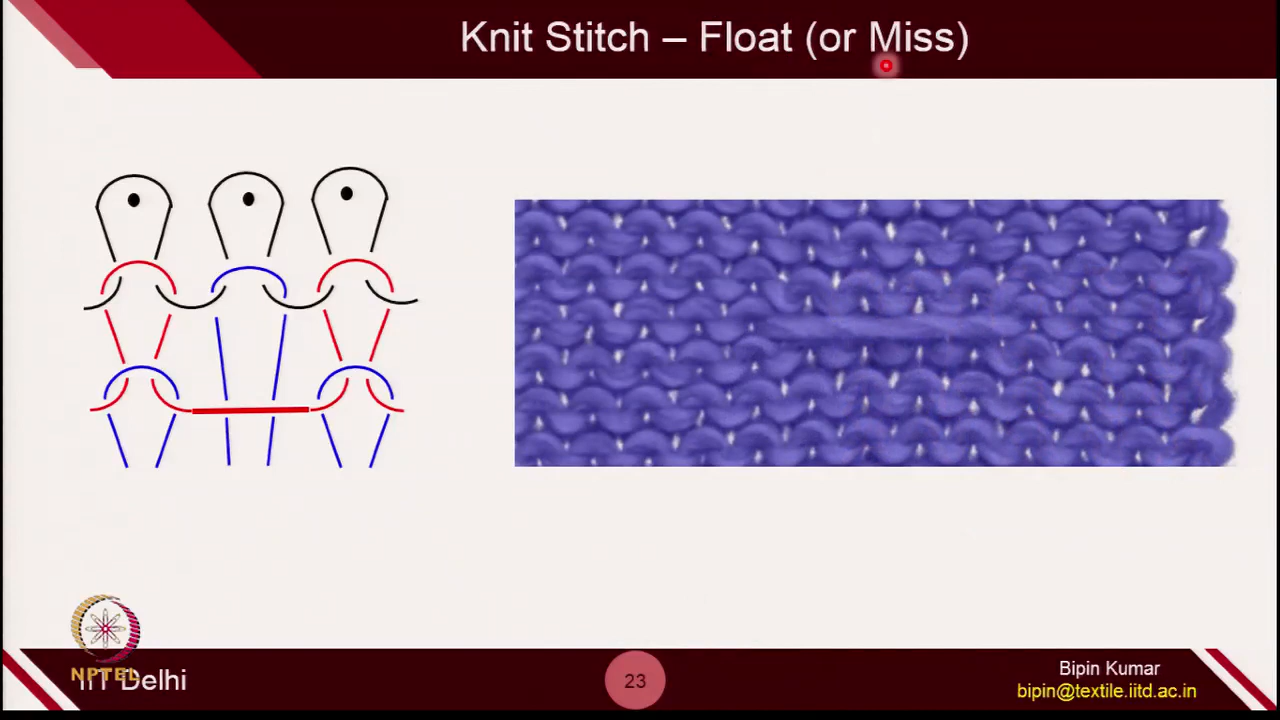 Knit Stitch – Float (or Miss)
NPTEL
IIT Delhi
23
Bipin Kumar
bipin@textile.iitd.ac.in